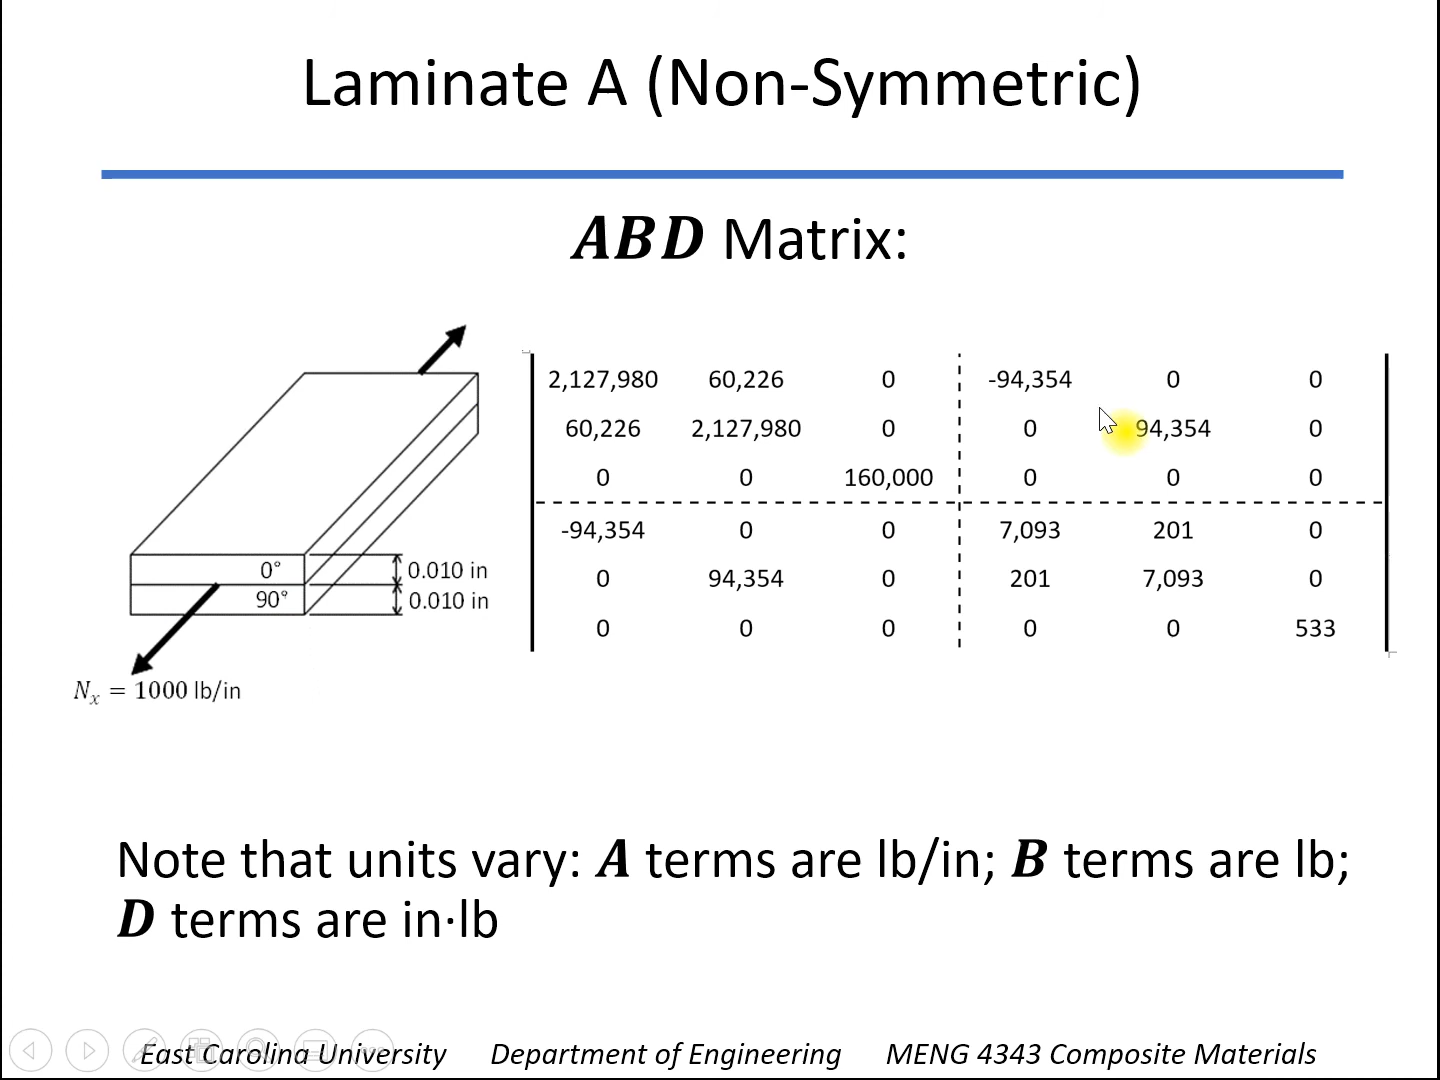 Laminate A (Non-Symmetric)
ABD Matrix:
2,127,980 60,226 0 -94,354 0 0
60,226 2,127,980 0 0 94,354 0
0 0 160,000 0 0 0
-94,354 0 0 7,093 201 0
0 94,354 0 201 7,093 0
0 0 0 0 0 533
0° 0.010 in
90° 0.010 in
Nₓ = 1000 lb/in
Note that units vary: A terms are lb/in; B terms are lb;
D terms are in·lb
East Carolina University Department of Engineering MENG 4343 Composite Materials